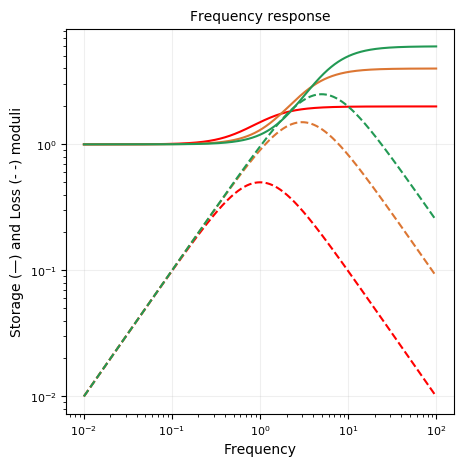 Frequency response
Storage (—) and Loss (- -) moduli
10⁰
10⁻¹
10⁻²
10⁻² 10⁻¹ 10⁰ 10¹ 10²
Frequency